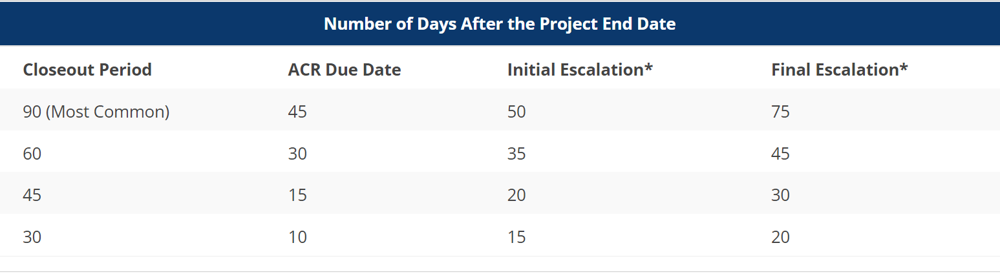 Number of Days After the Project End Date
Closeout Period ACR Due Date Initial Escalation* Final Escalation*
90 (Most Common) 45 50 75
60 30 35 45
45 15 20 30
30 10 15 20